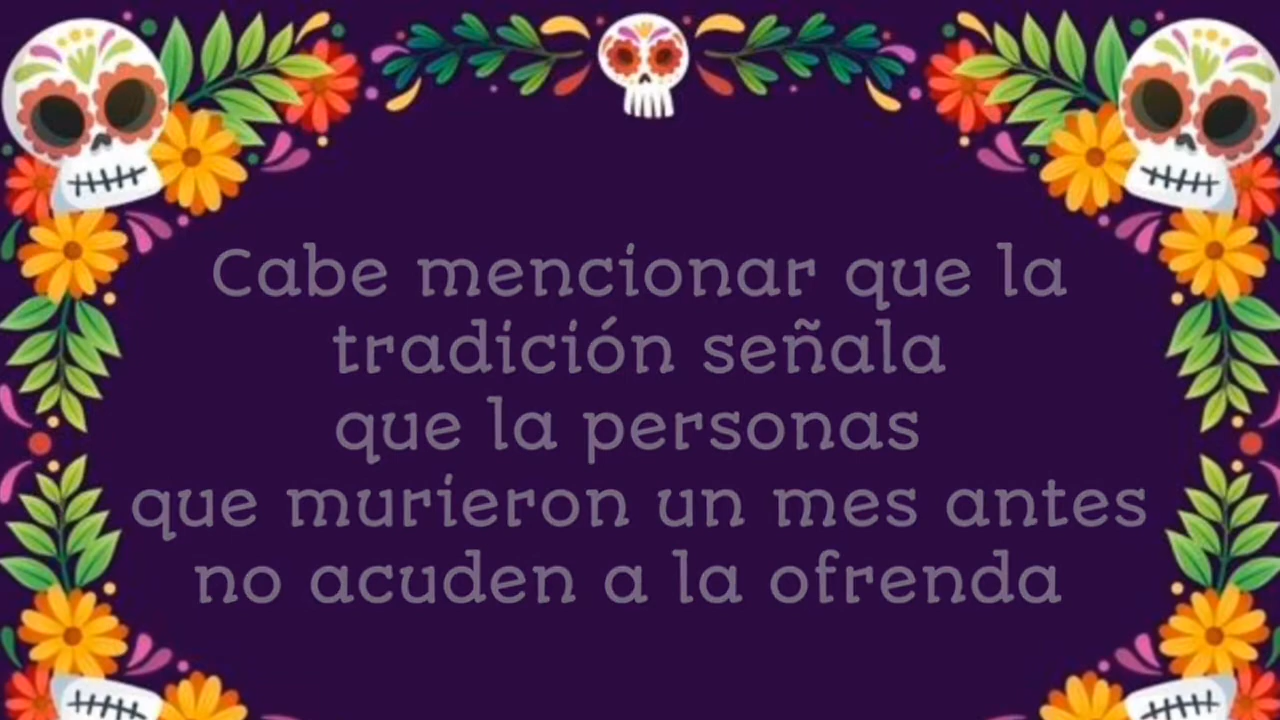 Cabe mencionar que la
tradición señala
que la personas
que murieron un mes antes
no acuden a la ofrenda